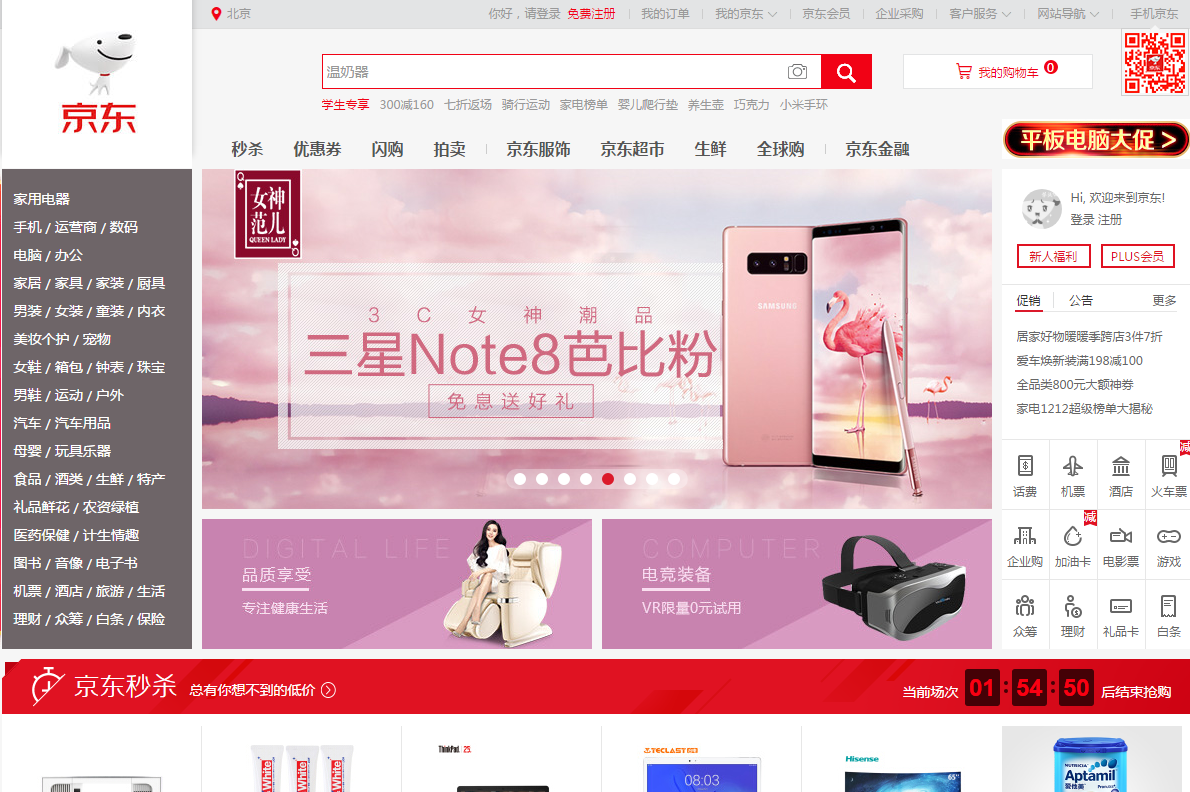 北京
你好，请登录 免费注册 我的订单 我的京东 京东会员 企业采购 客户服务 网站导航 手机京东
京东
温奶器
我的购物车 0
学生专享 300减160 七折返场 骑行运动 家电榜单 婴儿爬行垫 养生壶 巧克力 小米手环
平板电脑大促 >
秒杀 优惠券 闪购 拍卖 京东服饰 京东超市 生鲜 全球购 京东金融
家用电器
手机 / 运营商 / 数码
电脑 / 办公
家居 / 家具 / 家装 / 厨具
男装 / 女装 / 童装 / 内衣
美妆个护 / 宠物
女鞋 / 箱包 / 钟表 / 珠宝
男鞋 / 运动 / 户外
汽车 / 汽车用品
母婴 / 玩具乐器
食品 / 酒类 / 生鲜 / 特产
礼品鲜花 / 农资绿植
医药保健 / 计生情趣
图书 / 音像 / 电子书
机票 / 酒店 / 旅游 / 生活
理财 / 众筹 / 白条 / 保险
女神
范儿
QUEEN LADY
3C女神潮品
三星Note8芭比粉
免息送好礼
SAMSUNG
Hi, 欢迎来到京东!
登录 注册
新人福利 PLUS会员
促销 公告 更多
居家好物暖暖季跨店3件7折
爱车焕新装满198减100
全品类800元大额神券
家电1212超级榜单大揭秘
减
话费 机票 酒店 火车票
减
企业购 加油卡 电影票 游戏
众筹 理财 礼品卡 白条
DIGITAL LIFE
品质享受
专注健康生活
COMPUTER
电竞装备
VR限量0元试用
京东秒杀 总有你想不到的低价
当前场次 01 : 54 : 50 后结束抢购
White
White
White
ThinkPad 25.
TECLAST
08:03
Hisense
65"
NUTRICIA
Aptamil
爱他美